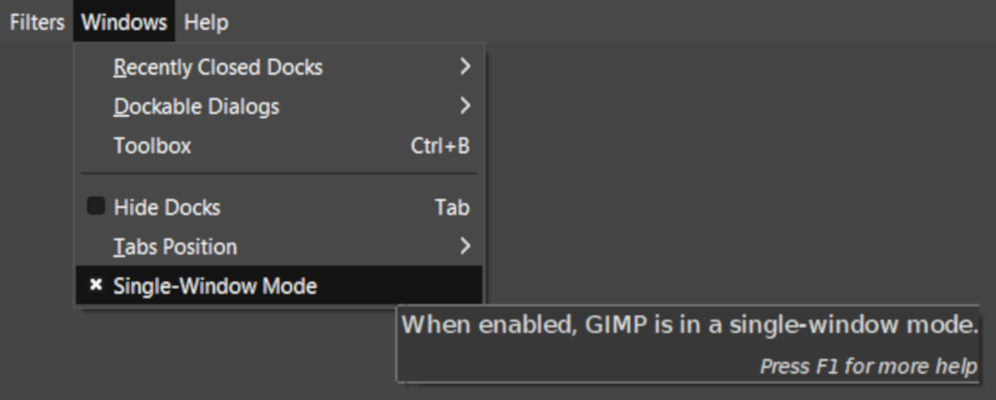 Filters Windows Help
Recently Closed Docks
Dockable Dialogs
Toolbox Ctrl+B
Hide Docks Tab
Tabs Position
Single-Window Mode
When enabled, GIMP is in a single-window mode.
Press F1 for more help